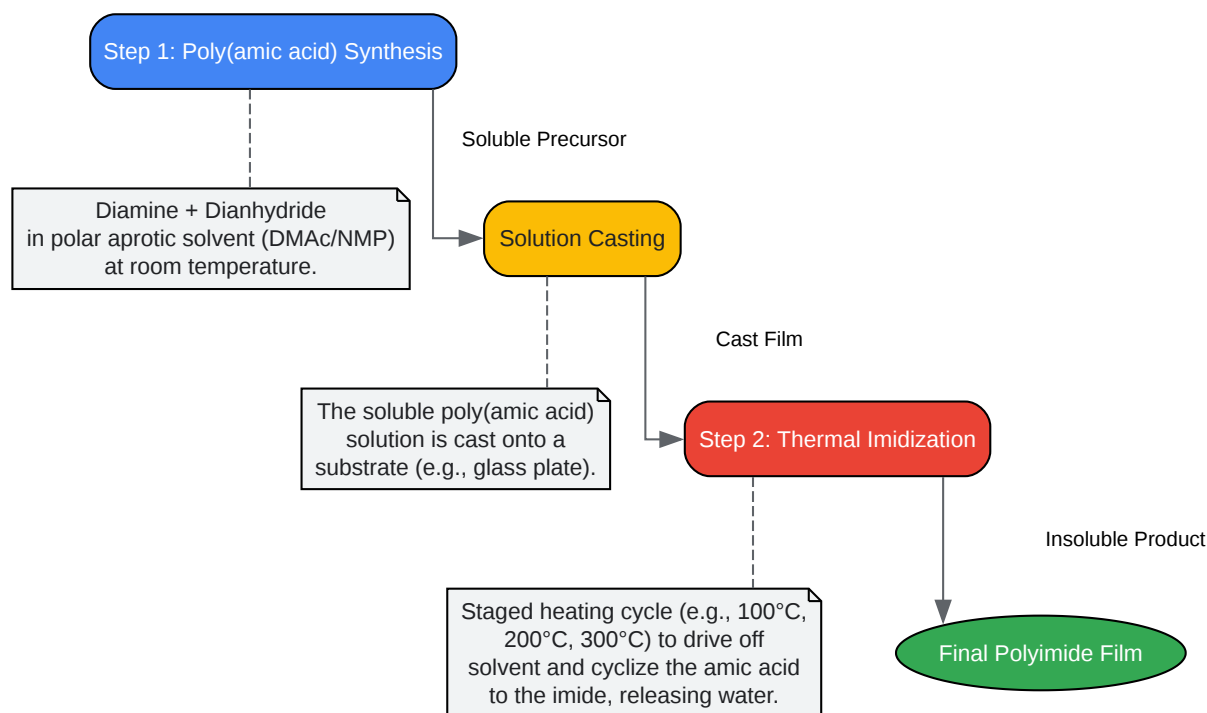 Step 1: Poly(amic acid) Synthesis
Soluble Precursor
Diamine + Dianhydride
in polar aprotic solvent (DMAc/NMP)
at room temperature.
Solution Casting
Cast Film
The soluble poly(amic acid)
solution is cast onto a
substrate (e.g., glass plate).
Step 2: Thermal Imidization
Insoluble Product
Staged heating cycle (e.g., 100°C,
200°C, 300°C) to drive off
solvent and cyclize the amic acid
to the imide, releasing water.
Final Polyimide Film